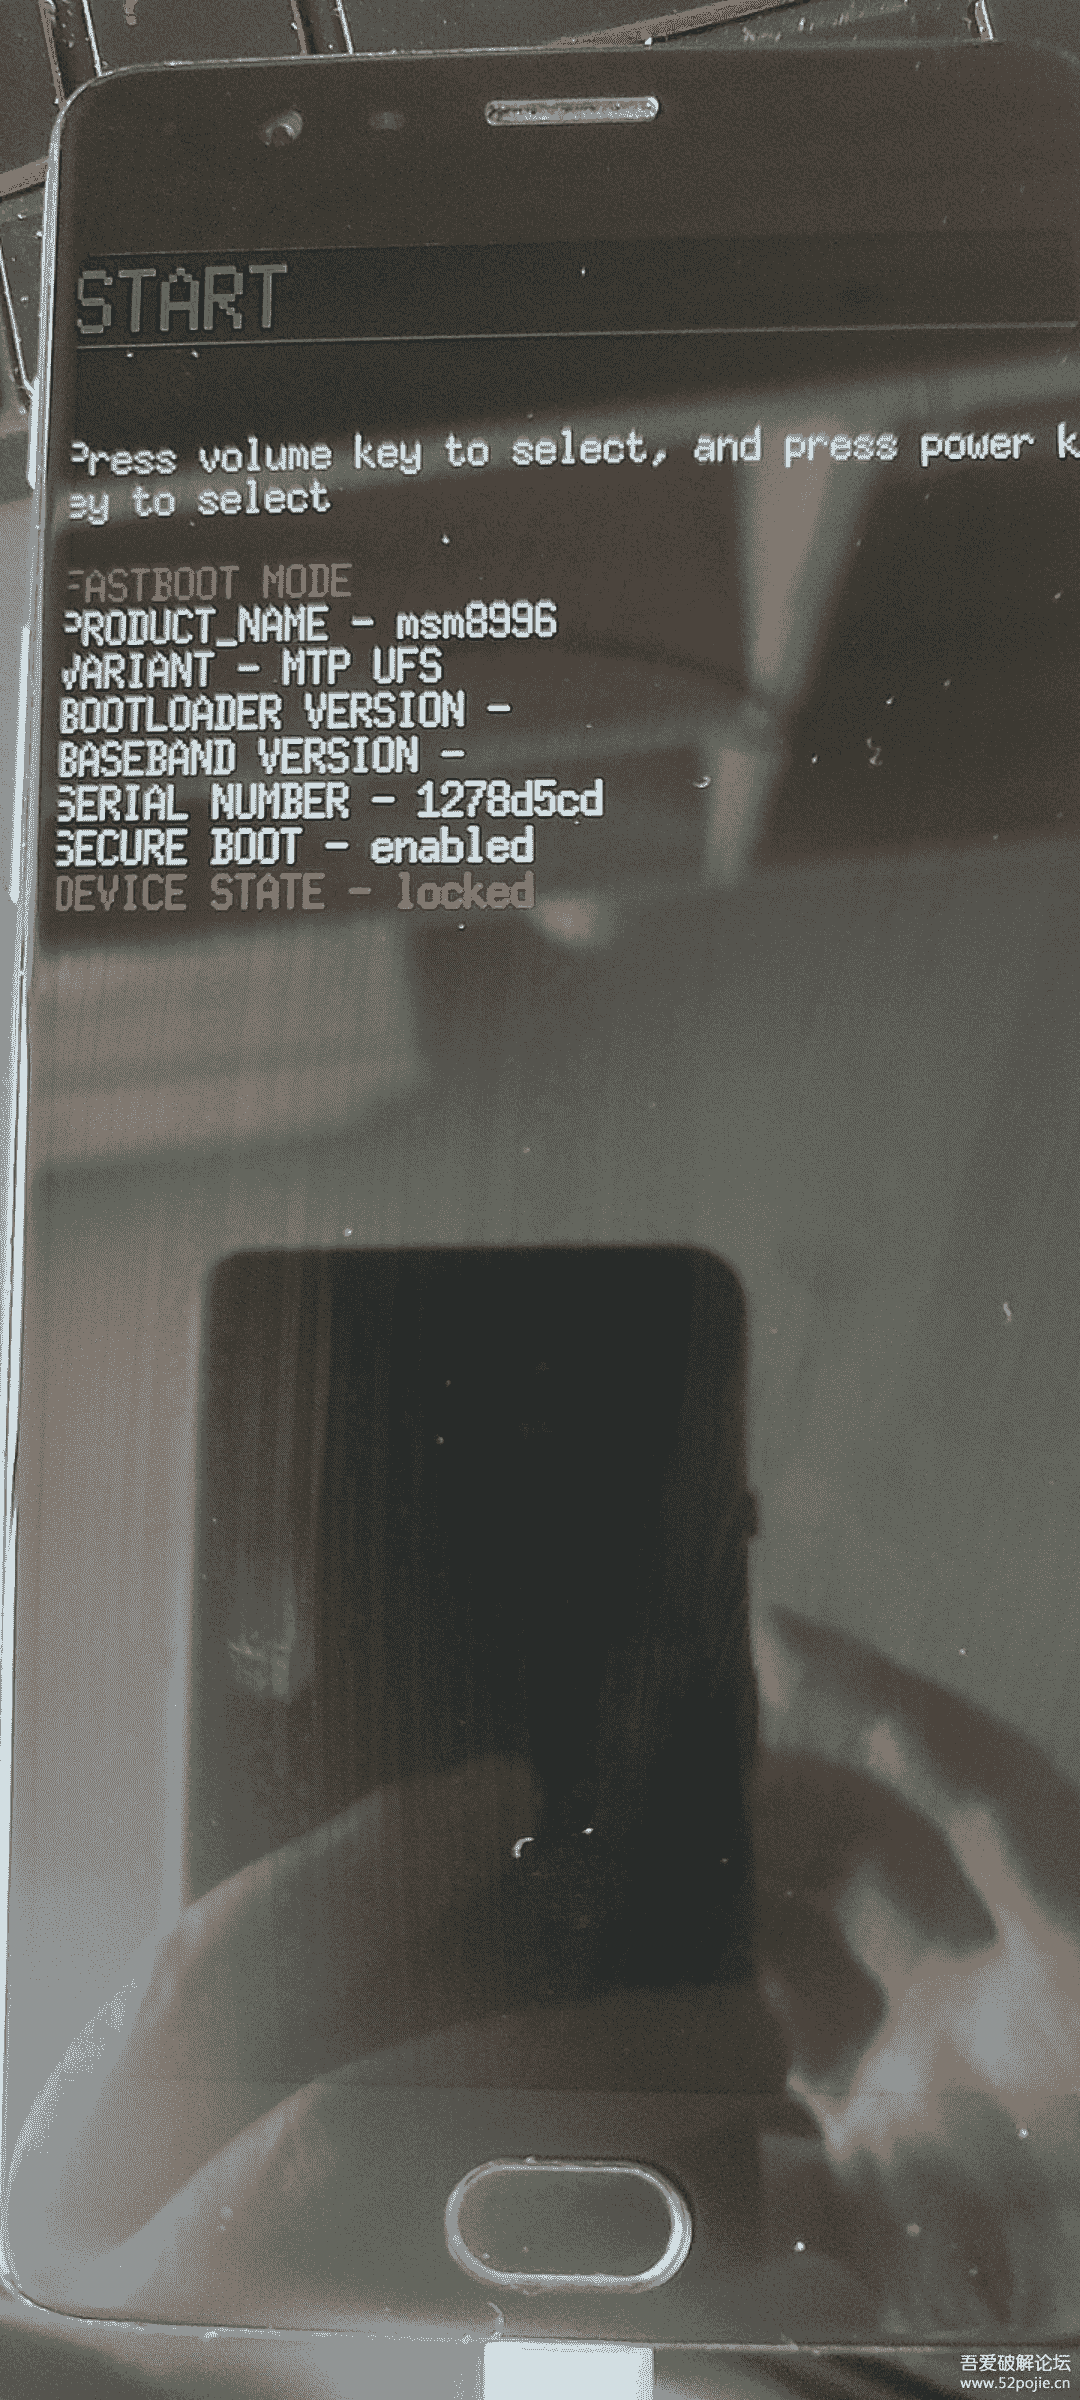 START
Press volume key to select, and press power k
ey to select
FASTBOOT MODE
PRODUCT_NAME - msm8996
VARIANT - MTP UFS
BOOTLOADER VERSION -
BASEBAND VERSION -
SERIAL NUMBER - 1278d5cd
SECURE BOOT - enabled
DEVICE STATE - locked
吾爱破解论坛
www.52pojie.cn